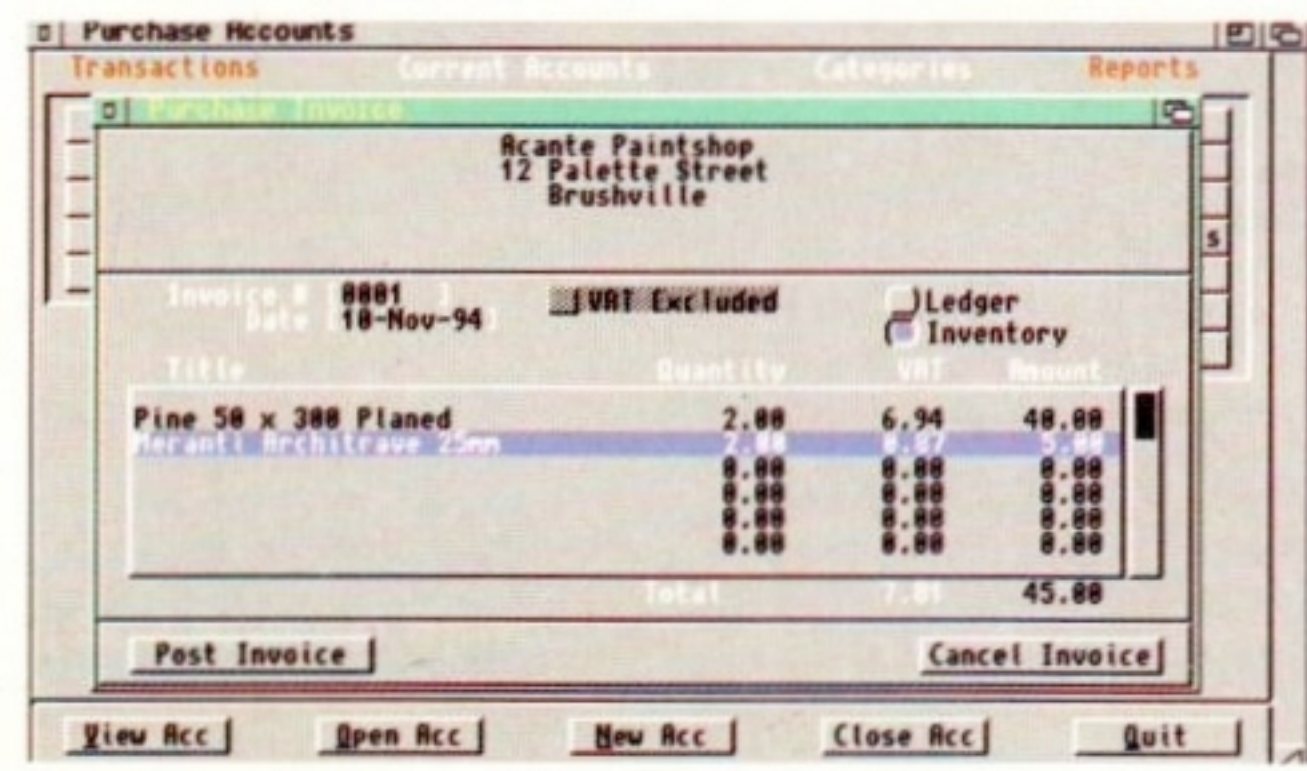 Purchase Accounts
Transactions Current Accounts Categories Reports
Purchase Invoice
Acante Paintshop
12 Palette Street
Brushville
s
Invoice # [0001 ] VAT Excluded Ledger
Date [10-Nov-94] Inventory
Title Quantity VAT Amount
Pine 50 x 300 Planed 2.00 6.94 40.00
Meranti Architrave 25mm 2.00 0.87 5.00
0.00 0.00 0.00
0.00 0.00 0.00
0.00 0.00 0.00
0.00 0.00 0.00
Total 7.81 45.00
Post Invoice Cancel Invoice
View Acc Open Acc New Acc Close Acc Quit